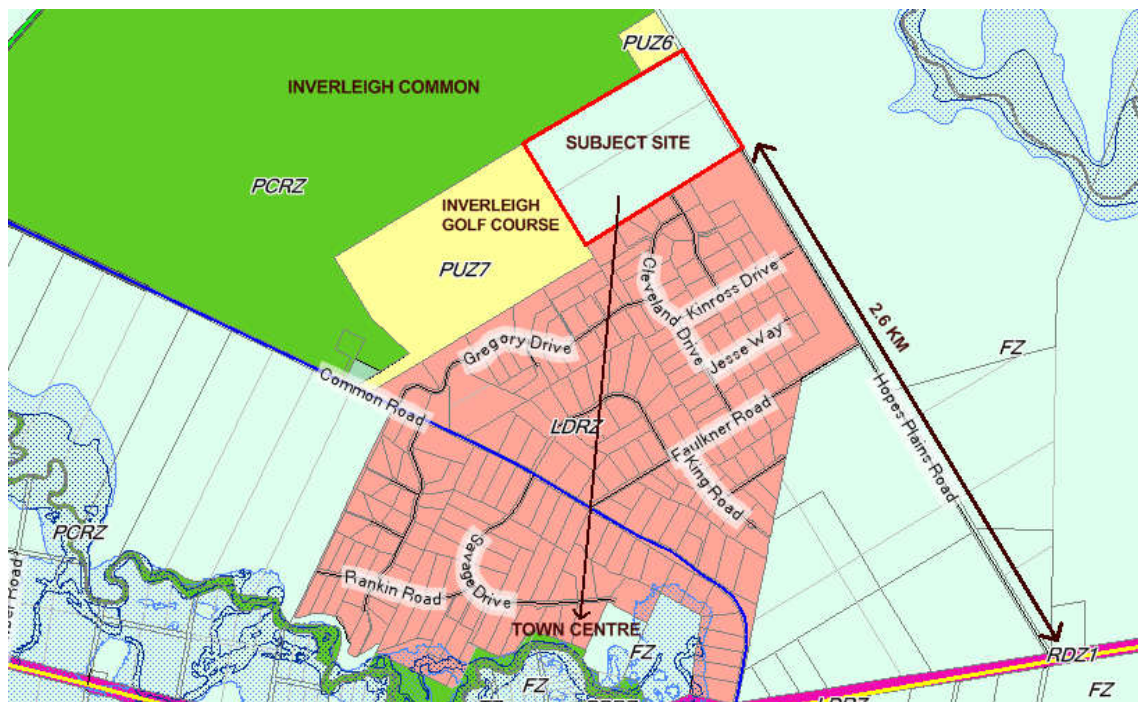 PUZ6
INVERLEIGH COMMON
SUBJECT SITE
PCRZ
INVERLEIGH
GOLF COURSE
PUZ7
Cleveland Drive
Kinross Drive
2.6 KM
Gregory Drive
Jesse Way
FZ
Common Road
Hopes Plains Road
LDRZ
Faulkner Road
King Road
PCRZ
Savage Drive
Rankin Road
TOWN CENTRE
FZ
RDZ1
FZ
FZ
LDRZ